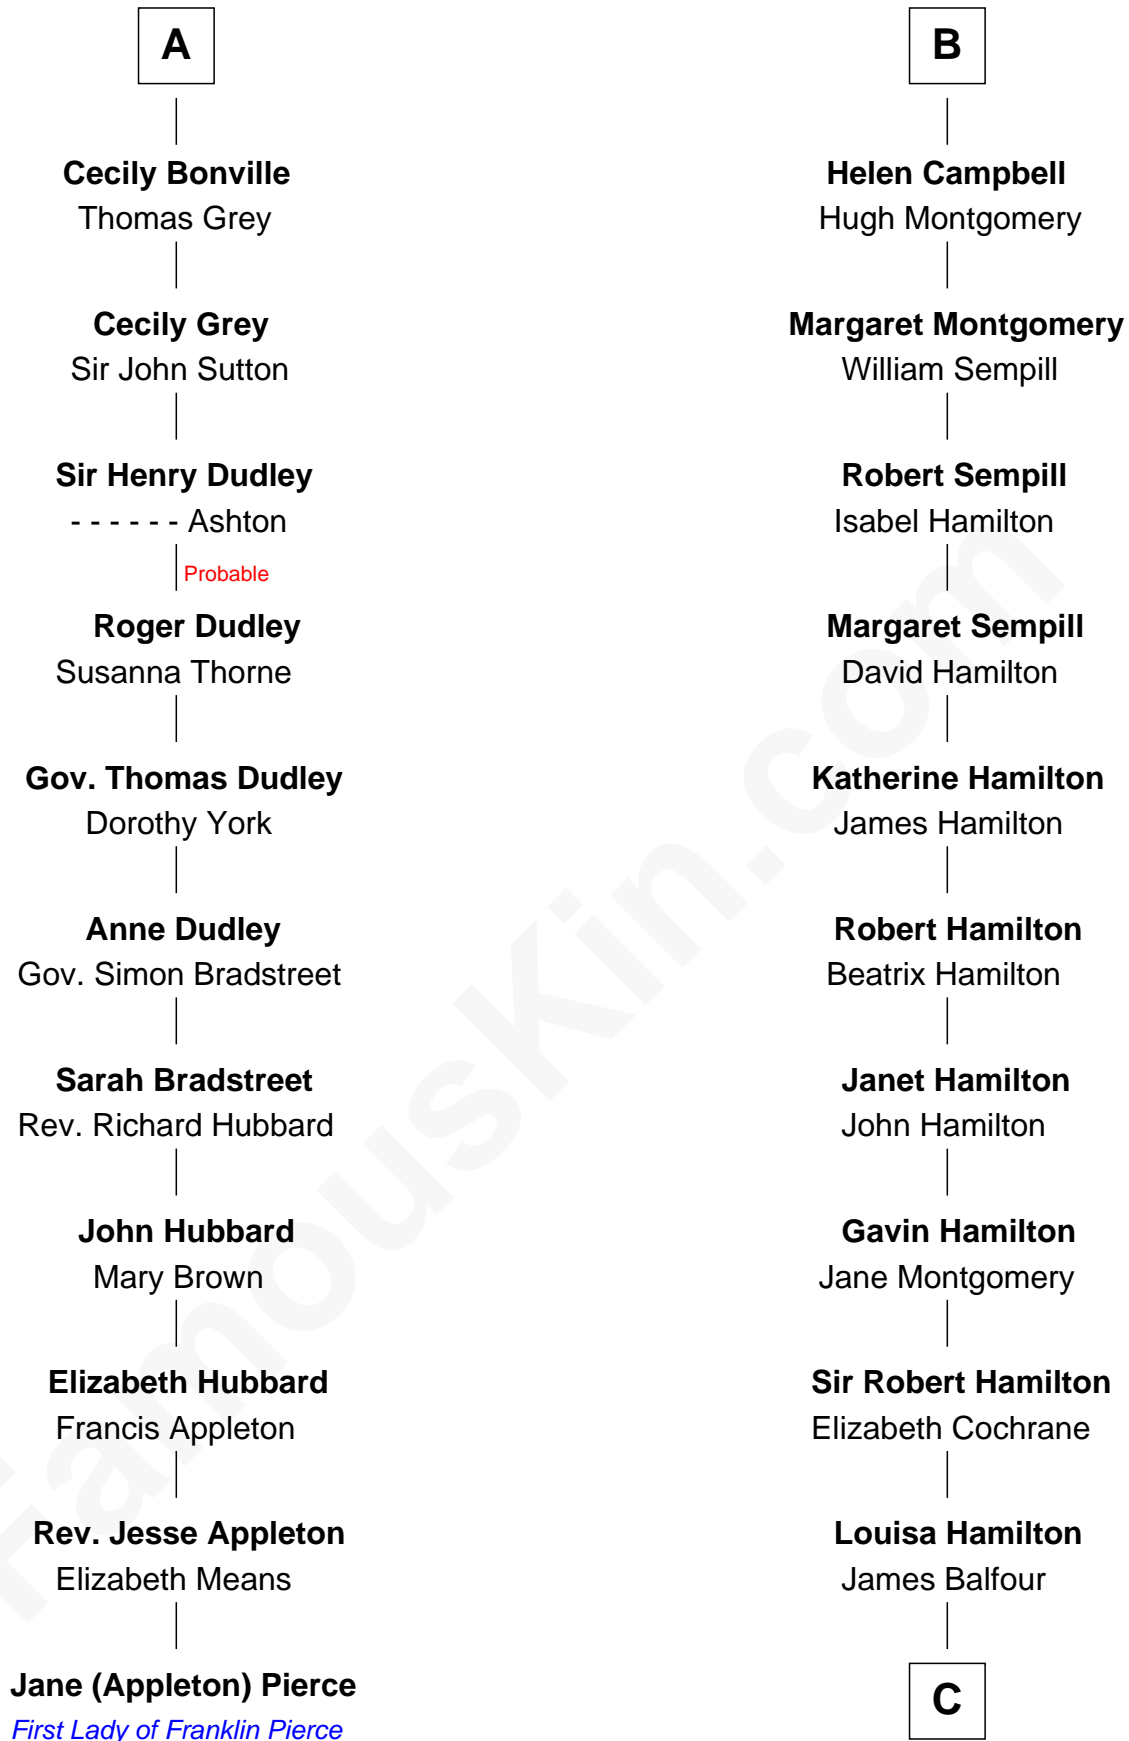 A
Cecily Bonville
Thomas Grey
Cecily Grey
Sir John Sutton
Sir Henry Dudley
- - - - - - Ashton
Probable
Roger Dudley
Susanna Thorne
Gov. Thomas Dudley
Dorothy York
Anne Dudley
Gov. Simon Bradstreet
Sarah Bradstreet
Rev. Richard Hubbard
John Hubbard
Mary Brown
Elizabeth Hubbard
Francis Appleton
Rev. Jesse Appleton
Elizabeth Means
Jane (Appleton) Pierce
First Lady of Franklin Pierce
B
Helen Campbell
Hugh Montgomery
Margaret Montgomery
William Sempill
Robert Sempill
Isabel Hamilton
Margaret Sempill
David Hamilton
Katherine Hamilton
James Hamilton
Robert Hamilton
Beatrix Hamilton
Janet Hamilton
John Hamilton
Gavin Hamilton
Jane Montgomery
Sir Robert Hamilton
Elizabeth Cochrane
Louisa Hamilton
James Balfour
C
FamousKin.com